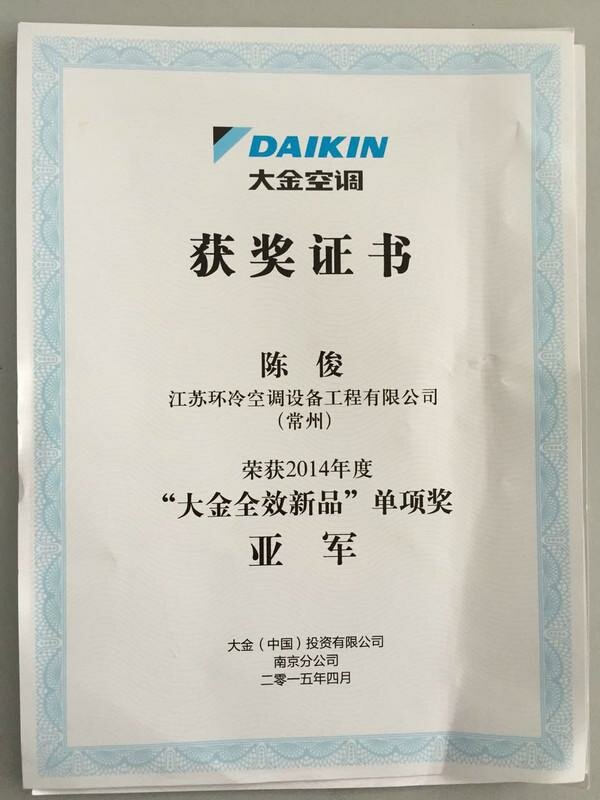 DAIKIN
大金空调
获奖证书
陈 俊
江苏环冷空调设备工程有限公司
（常州）
荣获2014年度
“大金全效新品”单项奖
亚 军
大金（中国）投资有限公司
南京分公司
二零一五年四月